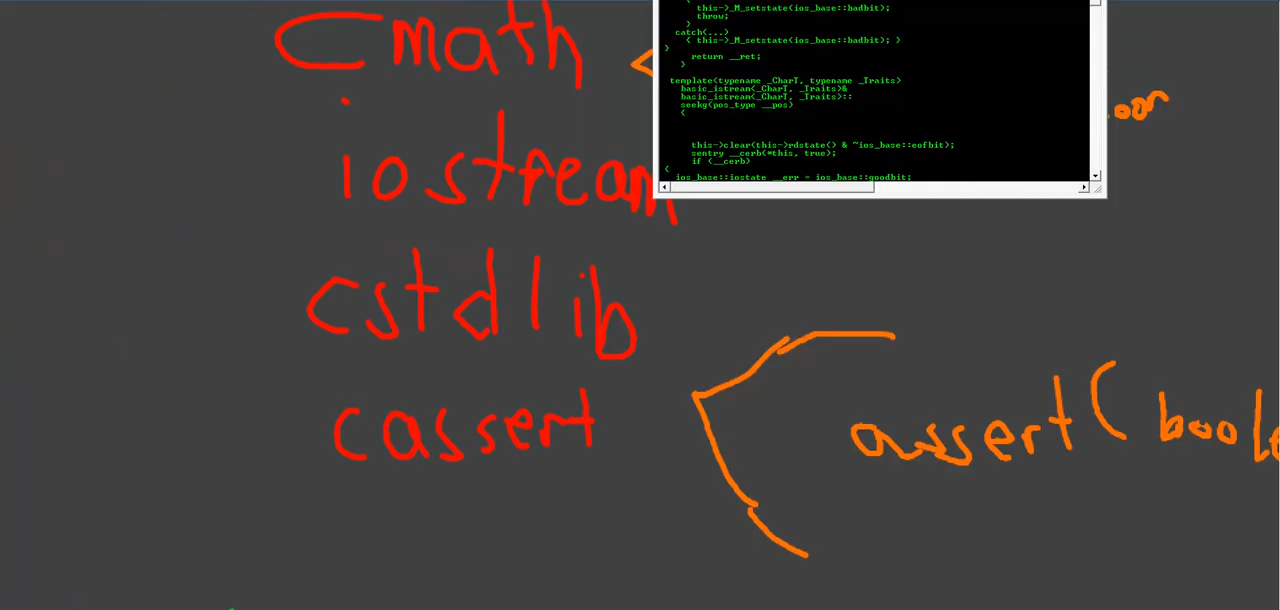 cmath
iostream
cstdlib
cassert
assert(
{ this->_M_setstate(ios_base::badbit);
throw;
}
catch(...)
{ this->_M_setstate(ios_base::badbit); }
}
return __ret;
}
template(typename _CharT, typename _Traits)
basic_istream(_CharT, _Traits)&
basic_istream(_CharT, _Traits)::
seekg(pos_type __pos)
{
this->clear(this->rdstate() & ~ios_base::eofbit);
sentry __cerb(*this, true);
if (__cerb)
{
ios_base::iostate __err = ios_base::goodbit;